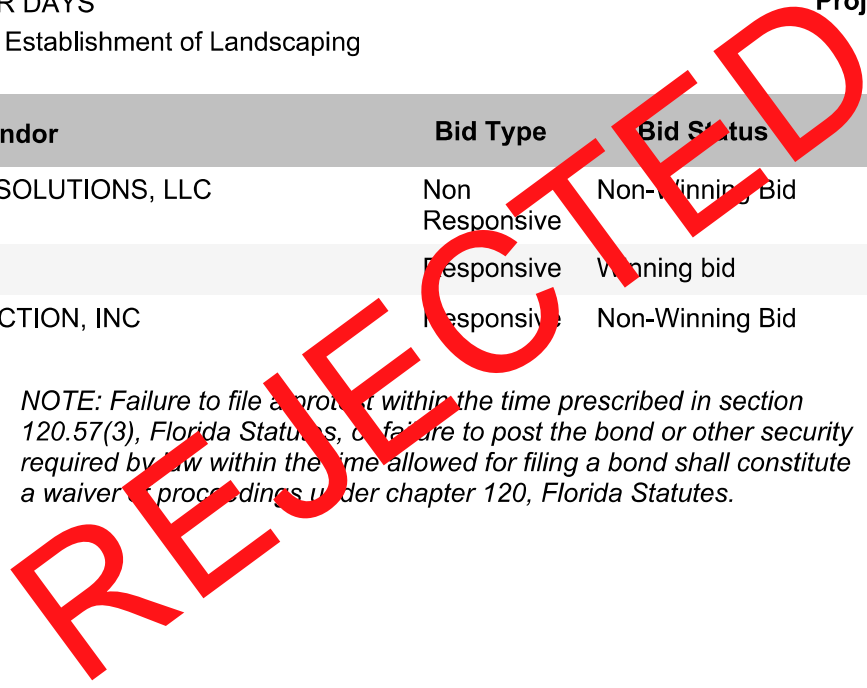 R DAYS
Proj
Establishment of Landscaping
ndor Bid Type Bid Status
SOLUTIONS, LLC Non Non-Winning Bid
Responsive
Responsive Winning bid
CTION, INC Responsive Non-Winning Bid
NOTE: Failure to file a protest within the time prescribed in section
120.57(3), Florida Statutes, or failure to post the bond or other security
required by law within the time allowed for filing a bond shall constitute
a waiver of proceedings under chapter 120, Florida Statutes.
REJECTED